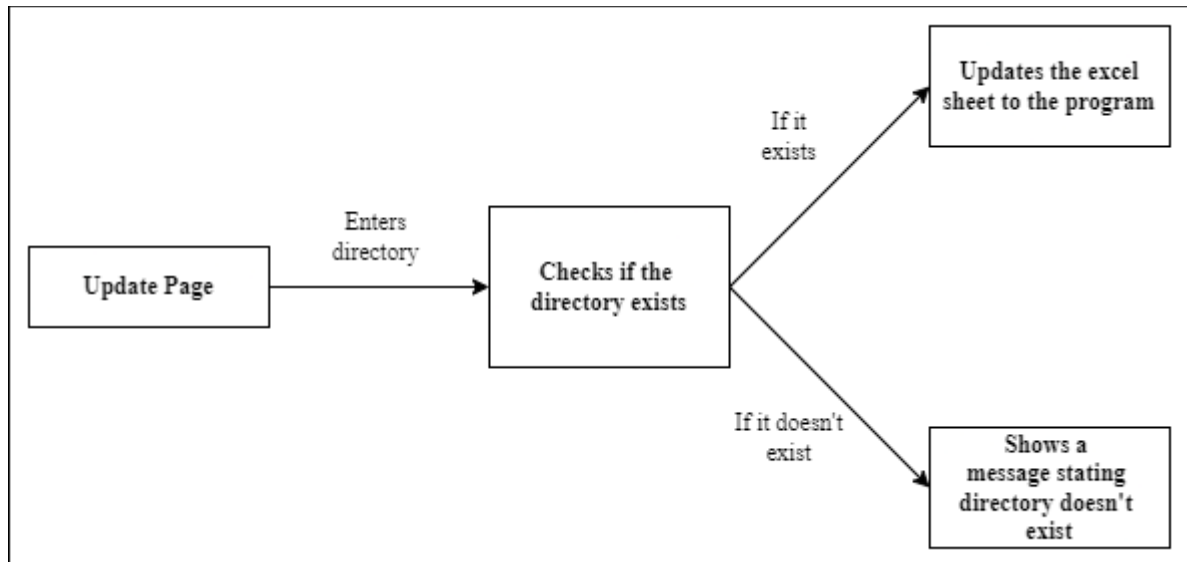 Update Page
Enters
directory
Checks if the
directory exists
If it
exists
Updates the excel
sheet to the program
If it doesn't
exist
Shows a
message stating
directory doesn't
exist